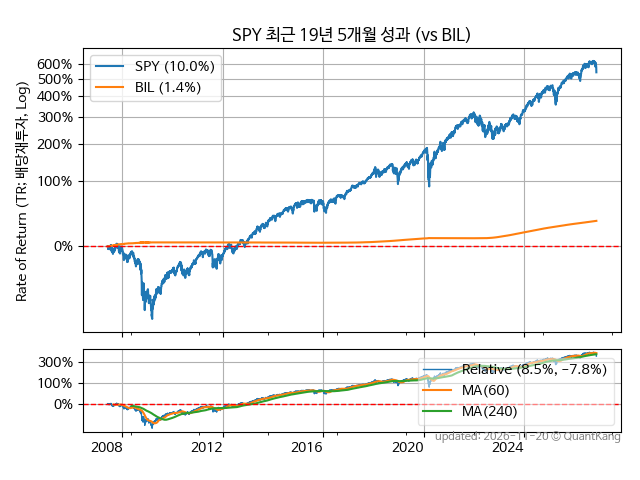 SPY 최근 19년 5개월 성과 (vs BIL)
Rate of Return (TR; 배당재투자, Log)
SPY (10.0%)
BIL (1.4%)
600%
500%
400%
300%
200%
100%
0%
Relative (8.5%, −7.8%)
MA(60)
MA(240)
300%
100%
0%
2008
2012
2016
2020
2024
updated: 2026-11-20 © QuantKang